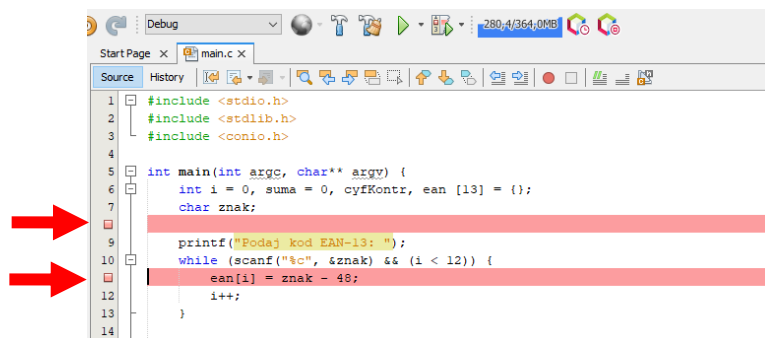 Debug 280,4/364,0MB
Start Page main.c
Source History
1 #include <stdio.h>
2 #include <stdlib.h>
3 #include <conio.h>
4
5 int main(int argc, char** argv) {
6 int i = 0, suma = 0, cyfKontr, ean [13] = {};
7 char znak;
9 printf("Podaj kod EAN-13: ");
10 while (scanf("%c", &znak) && (i < 12)) {
ean[i] = znak - 48;
12 i++;
13 }
14